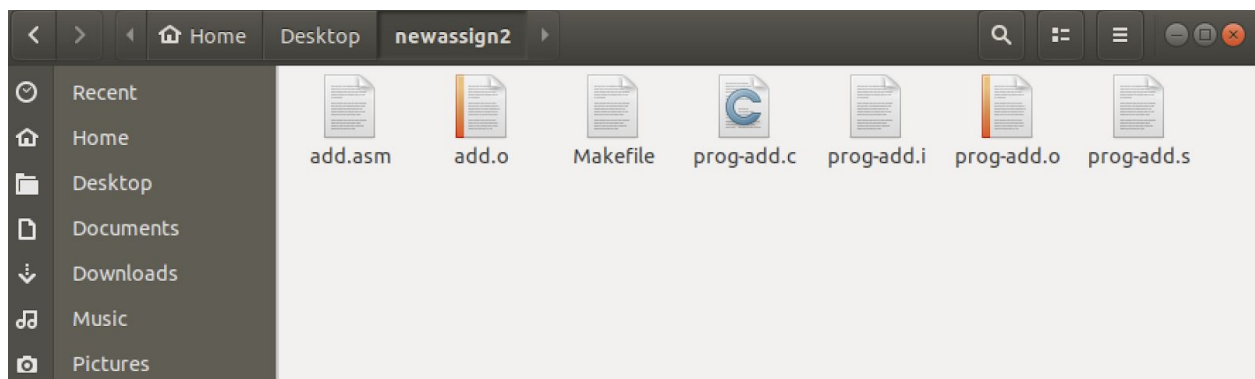 Home Desktop newassign2
Recent
Home
Desktop
Documents
Downloads
Music
Pictures
add.asm add.o Makefile prog-add.c prog-add.i prog-add.o prog-add.s